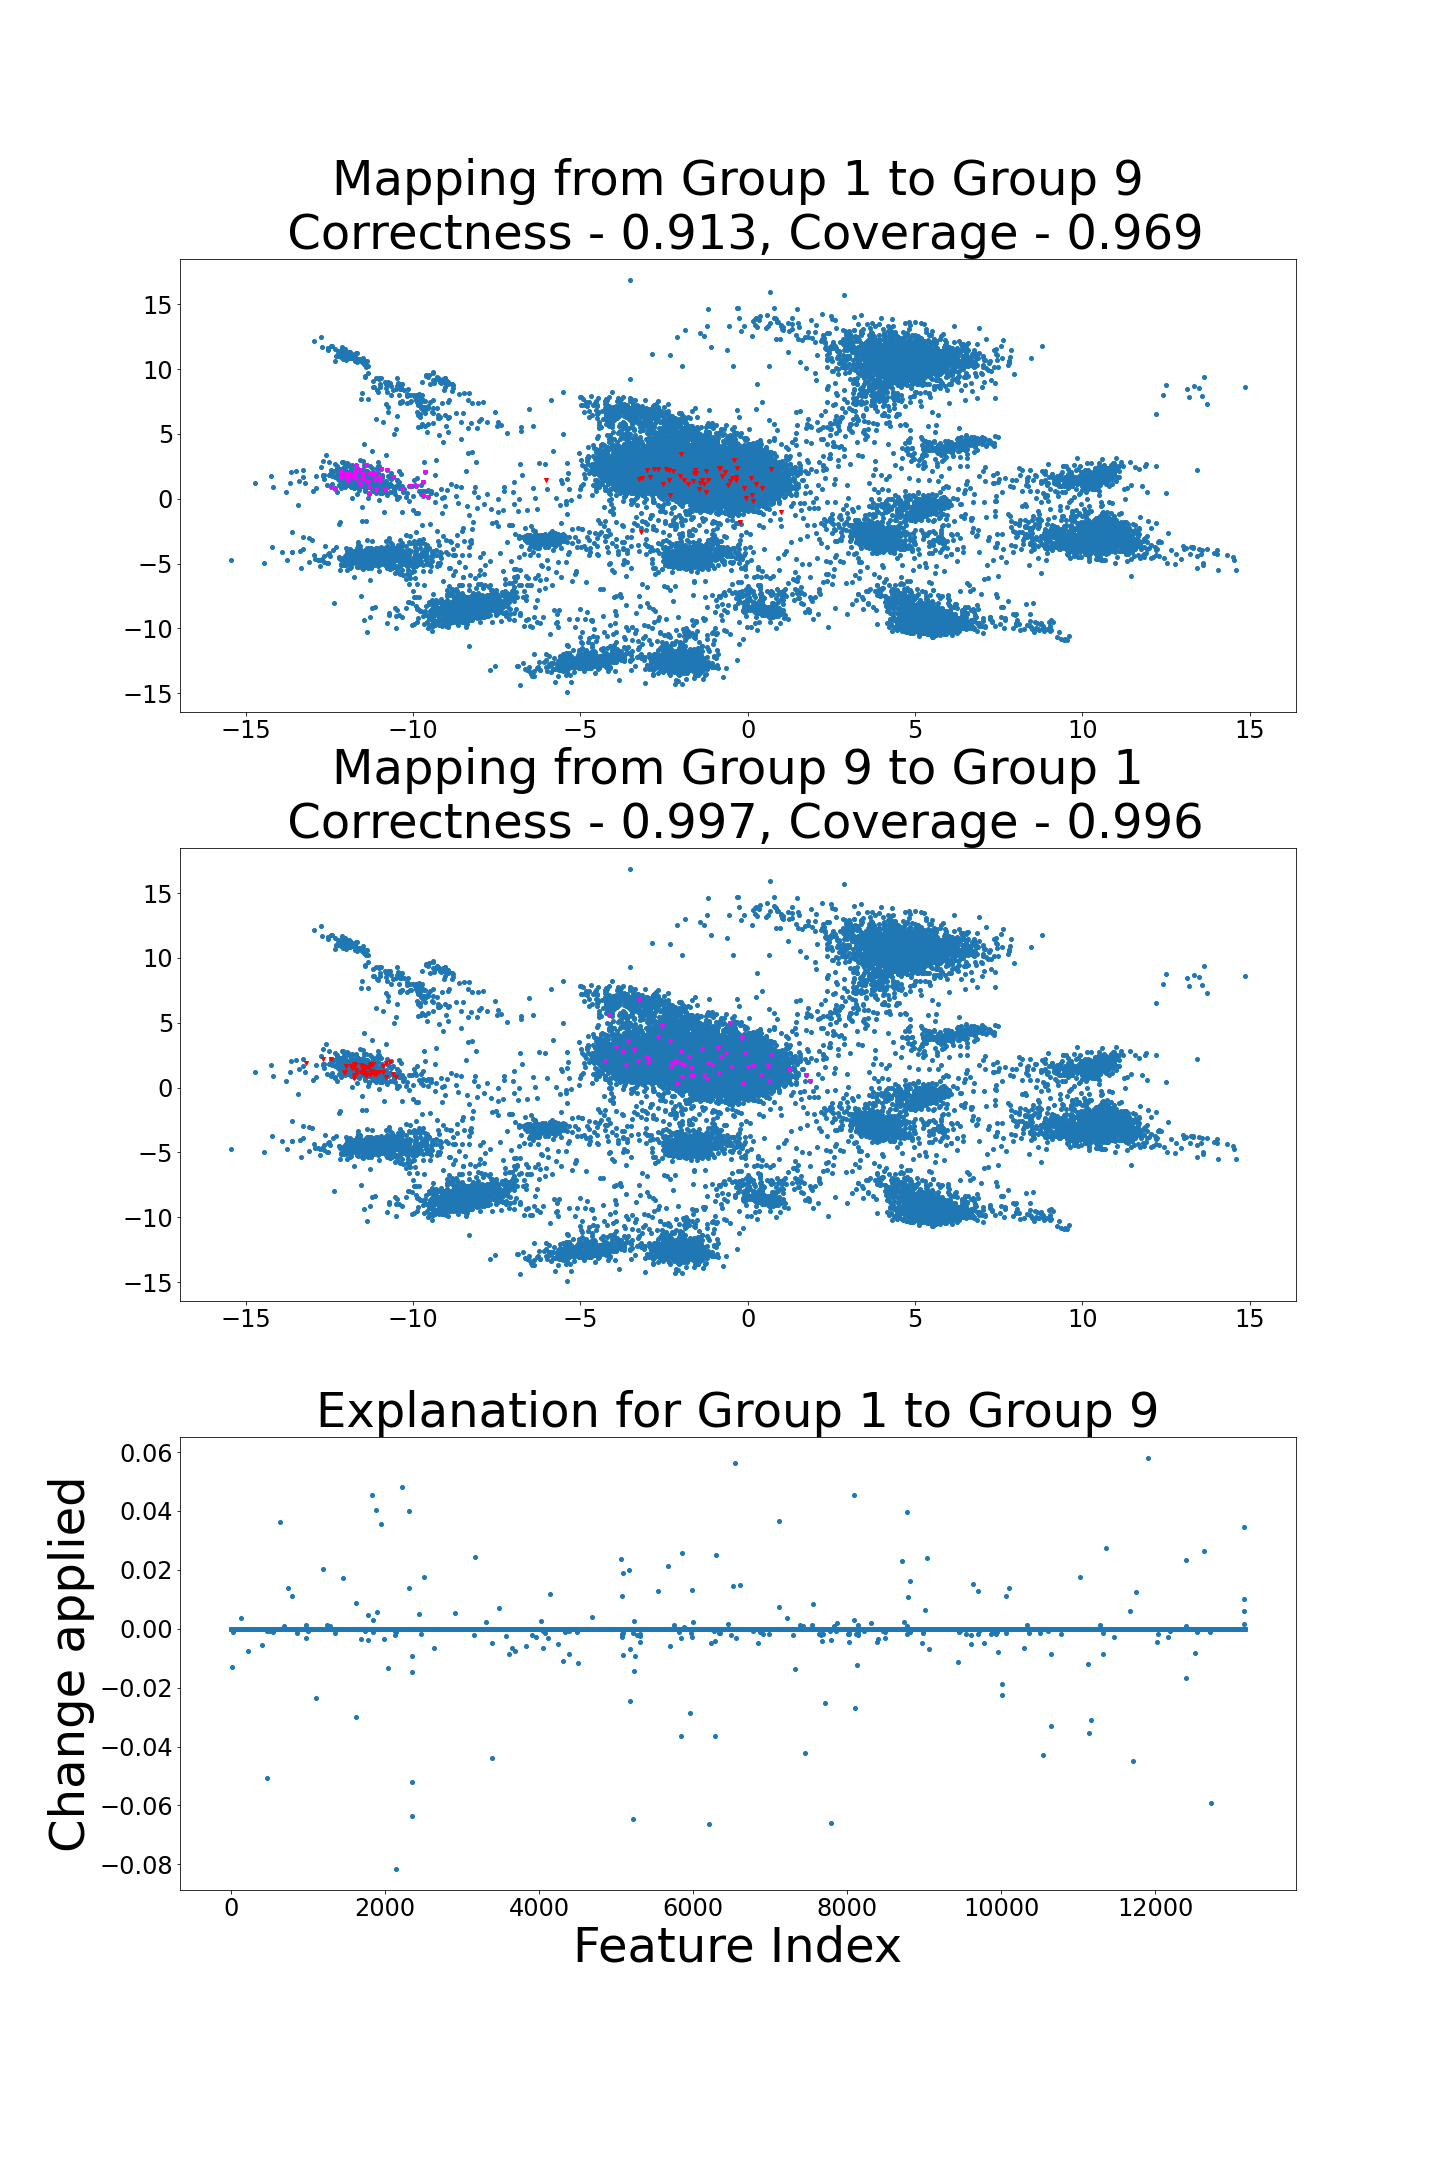 Mapping from Group 1 to Group 9
Correctness - 0.913, Coverage - 0.969
15
10
5
0
−5
−10
−15
−15 −10 −5 0 5 10 15
Mapping from Group 9 to Group 1
Correctness - 0.997, Coverage - 0.996
15
10
5
0
−5
−10
−15
−15 −10 −5 0 5 10 15
Explanation for Group 1 to Group 9
Change applied
0.06
0.04
0.02
0.00
−0.02
−0.04
−0.06
−0.08
0 2000 4000 6000 8000 10000 12000
Feature Index